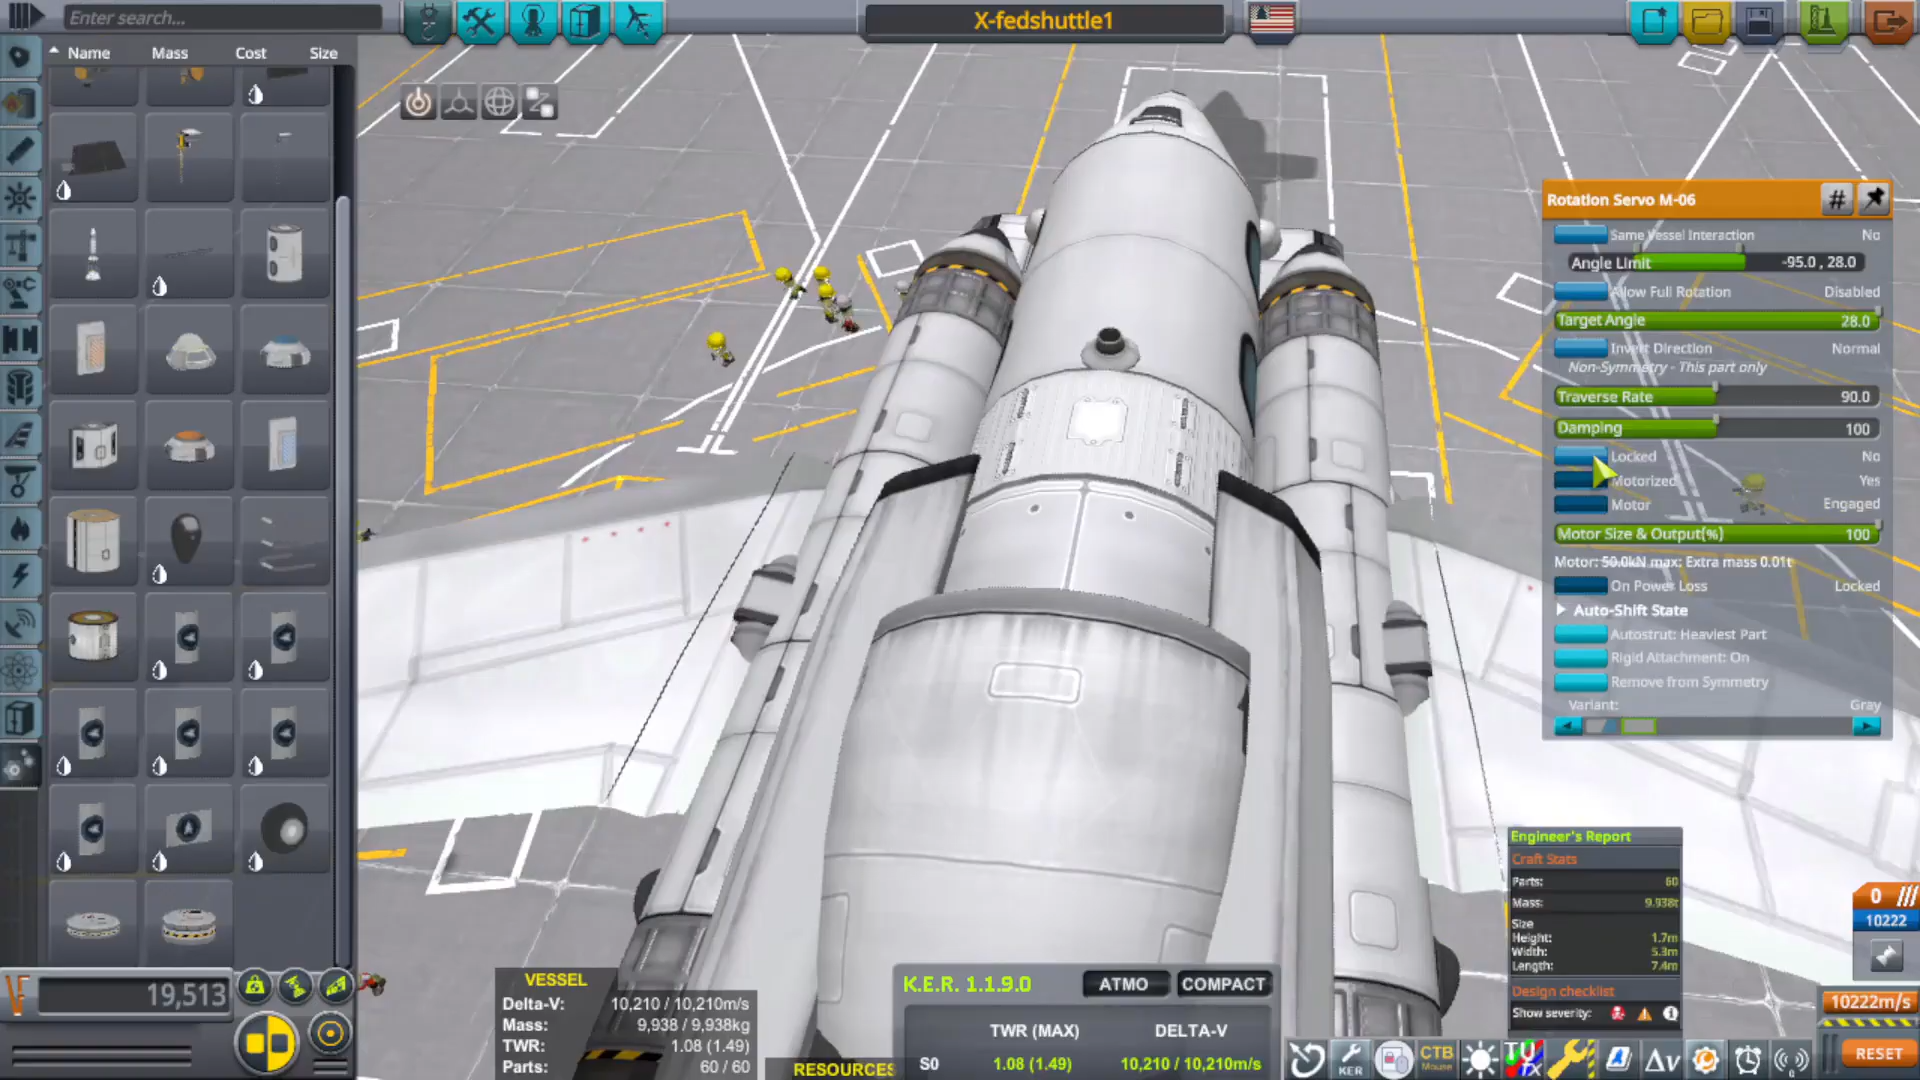 Enter search...
X-fedshuttle1
Name Mass Cost Size
Rotation Servo M-06 #
Same Vessel Interaction No
Angle Limit -95.0 , 28.0
Allow Full Rotation Disabled
Target Angle 28.0
Invert Direction Normal
Non-Symmetry - This part only
Traverse Rate 90.0
Damping 100
Locked No
Motorized Yes
Motor Engaged
Motor Size & Output(%) 100
Motor: 50.0kN max: Extra mass 0.01t
On Power Loss Locked
Auto-Shift State
Autostrut: Heaviest Part
Rigid Attachment: On
Remove from Symmetry
Variant: Gray
Engineer's Report
Craft Stats
Parts: 60
Mass: 9.938t
Size
Height: 1.7m
Width: 5.3m
Length: 7.4m
Design checklist
Show severity:
0
10222
10222m/s
RESET
19,513
VESSEL
Delta-V: 10,210 / 10,210m/s
Mass: 9,938 / 9,938kg
TWR: 1.08 (1.49)
Parts: 60 / 60
RESOURCES
K.E.R. 1.1.9.0 ATMO COMPACT
TWR (MAX) DELTA-V
S0 1.08 (1.49) 10,210 / 10,210m/s
KER
CTB
Mouse
Δv